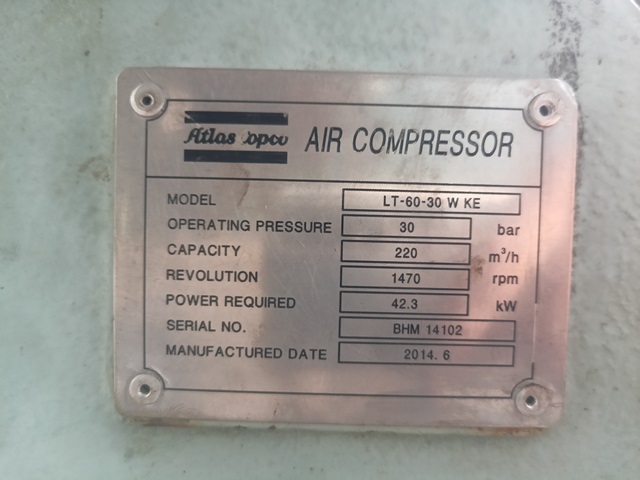 Atlas Copco AIR COMPRESSOR
MODEL LT-60-30 W KE
OPERATING PRESSURE 30 bar
CAPACITY 220 m³/h
REVOLUTION 1470 rpm
POWER REQUIRED 42.3 kW
SERIAL NO. BHM 14102
MANUFACTURED DATE 2014. 6